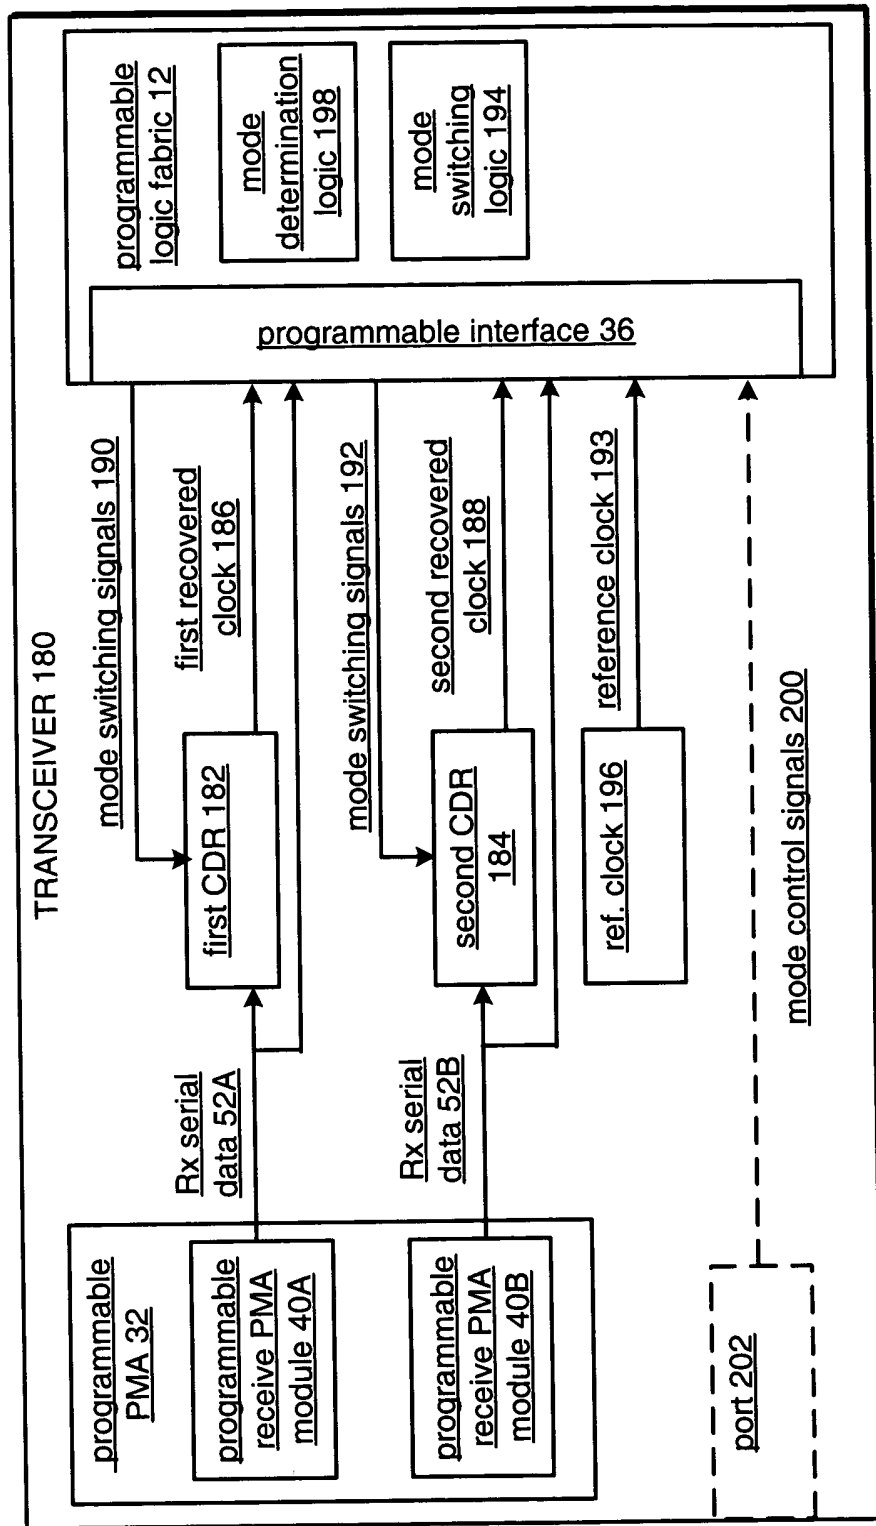 TRANSCEIVER 180
programmable
PMA 32
programmable
receive PMA
module 40A
programmable
receive PMA
module 40B
port 202
Rx serial
data 52A
Rx serial
data 52B
first CDR 182
second CDR
184
ref. clock 196
mode switching signals 190
first recovered
clock 186
mode switching signals 192
second recovered
clock 188
reference clock 193
mode control signals 200
programmable
logic fabric 12
mode
determination
logic 198
mode
switching
logic 194
programmable interface 36